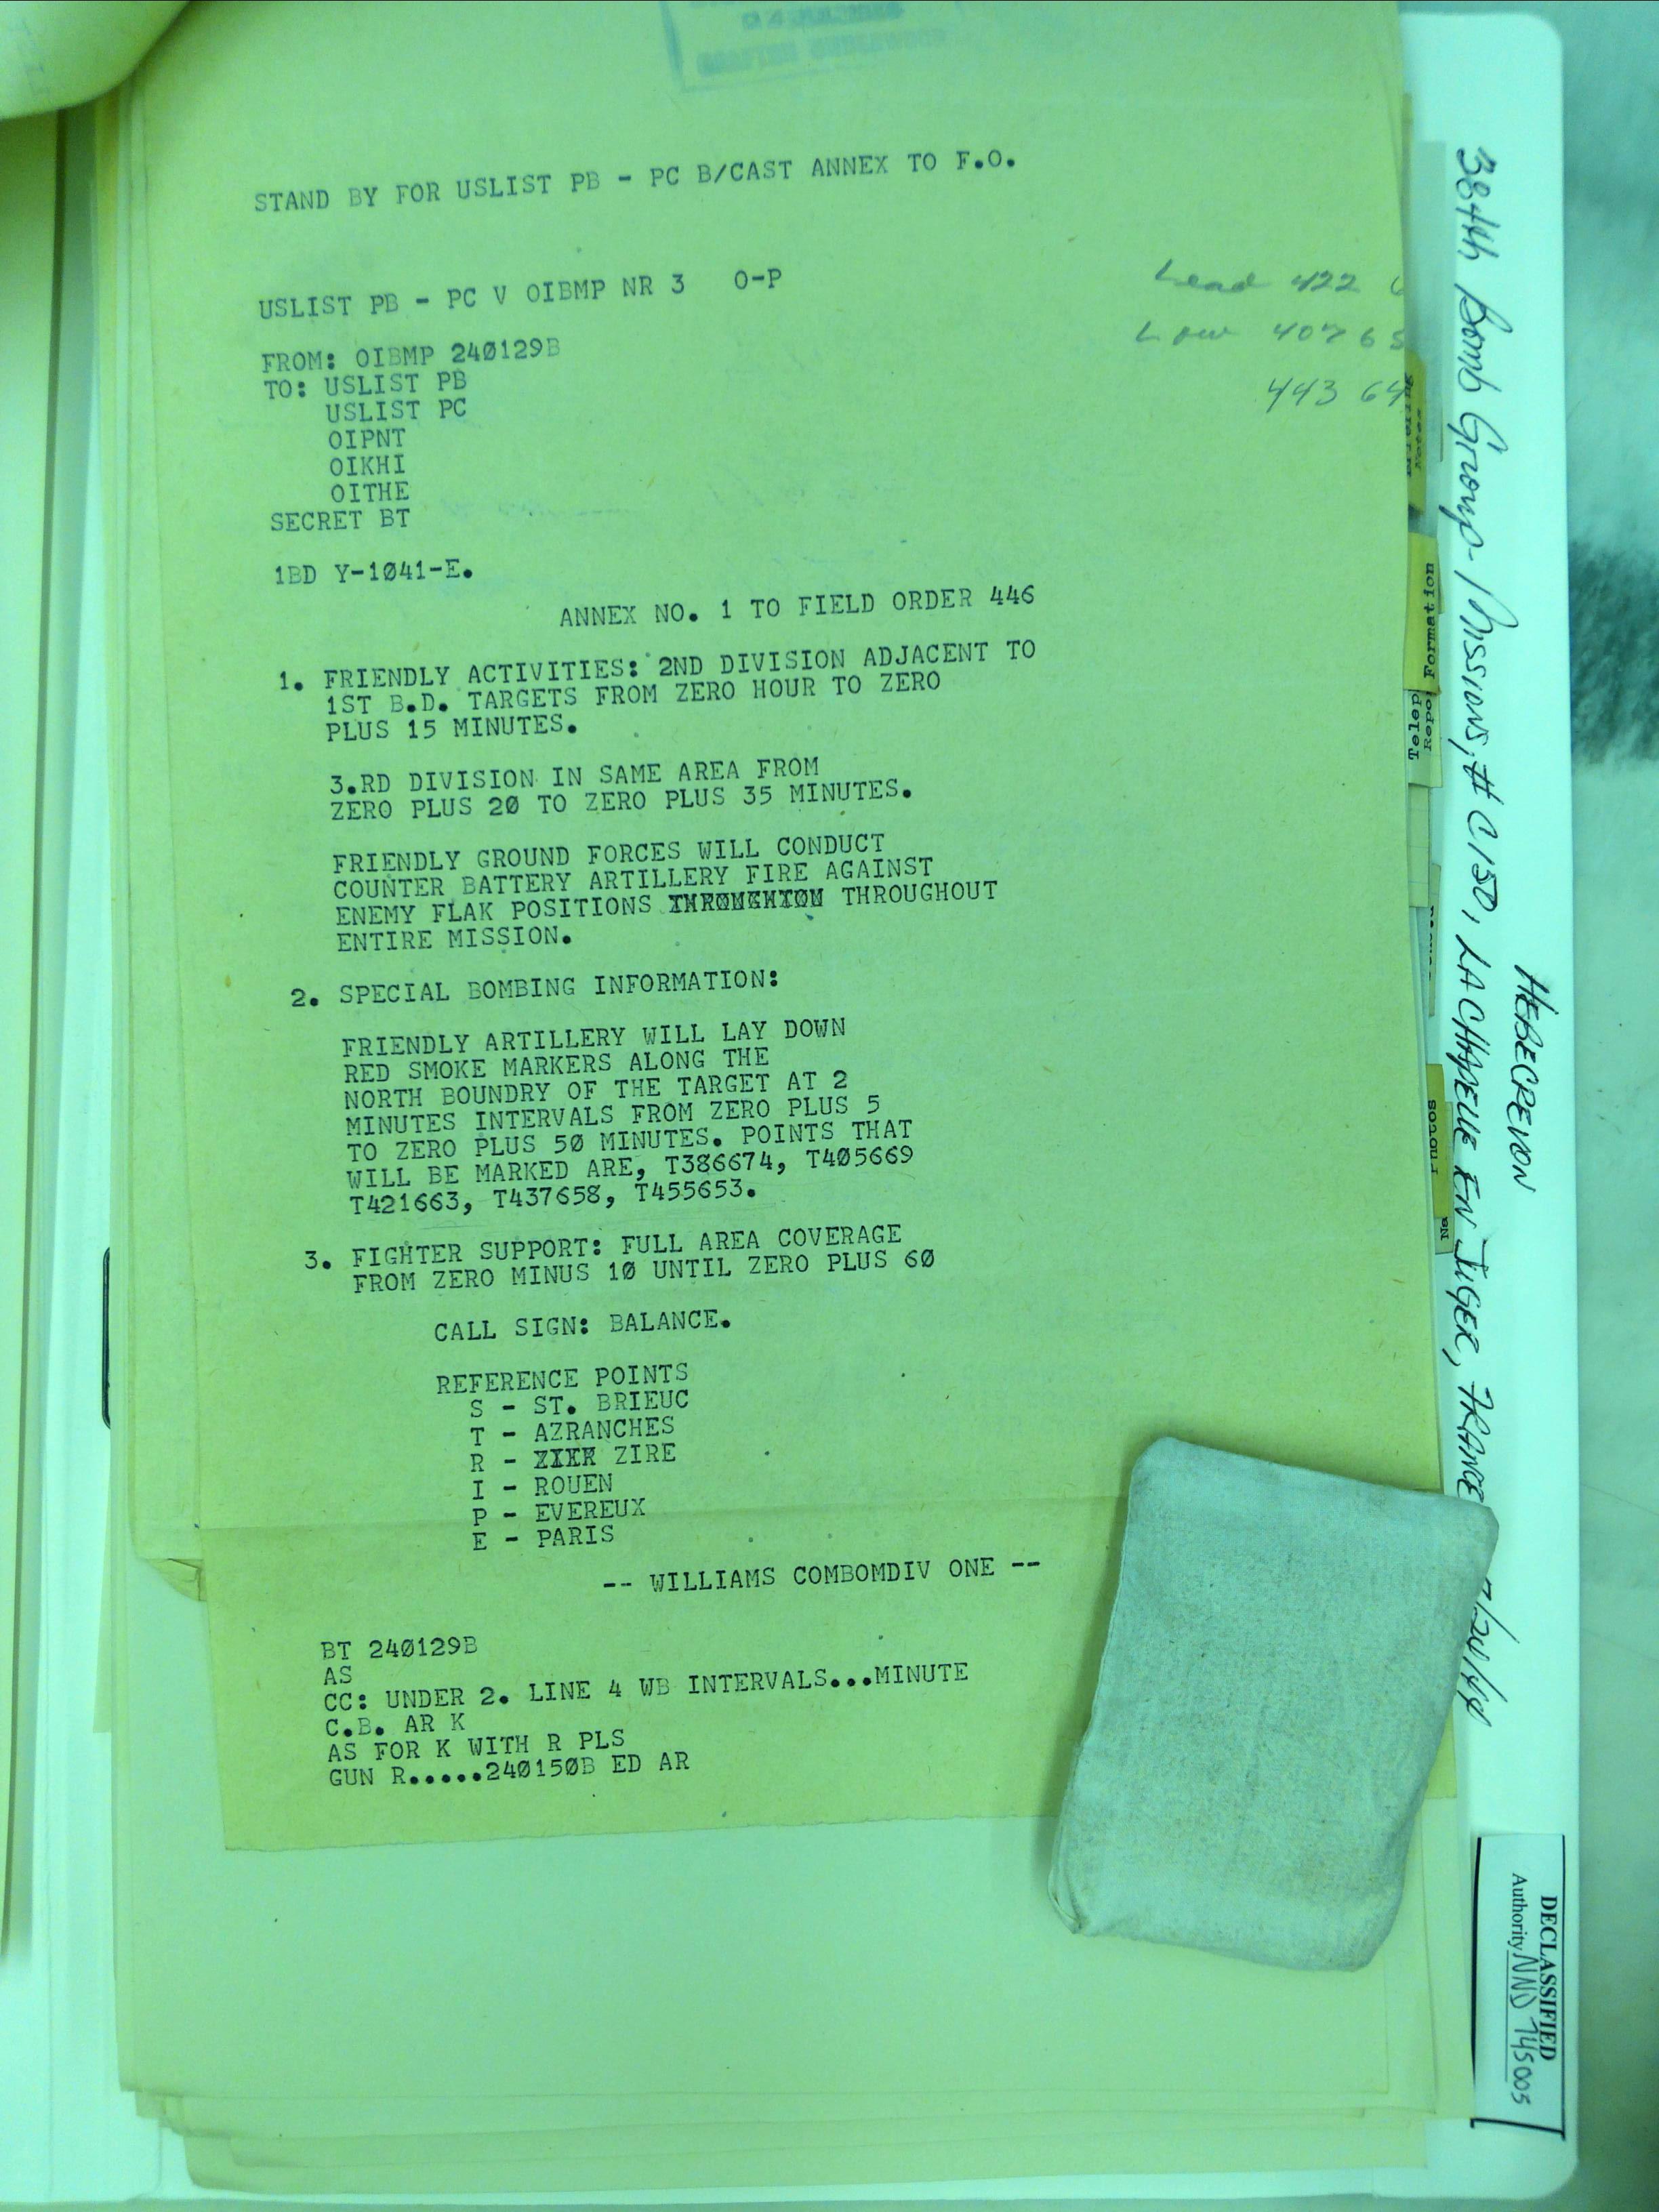 STAND BY FOR USLIST PB - PC B/CAST ANNEX TO F.O.
USLIST PB - PC V OIBMP NR 3 O-P
Lead 422
Low 407 65
443 64
FROM: OIBMP 240129B
TO: USLIST PB
USLIST PC
OIPNT
OIKHI
OITHE
SECRET BT
1BD Y-1041-E.
ANNEX NO. 1 TO FIELD ORDER 446
1. FRIENDLY ACTIVITIES: 2ND DIVISION ADJACENT TO
1ST B.D. TARGETS FROM ZERO HOUR TO ZERO
PLUS 15 MINUTES.
3.RD DIVISION IN SAME AREA FROM
ZERO PLUS 20 TO ZERO PLUS 35 MINUTES.
FRIENDLY GROUND FORCES WILL CONDUCT
COUNTER BATTERY ARTILLERY FIRE AGAINST
ENEMY FLAK POSITIONS THROUGHOUT
ENTIRE MISSION.
2. SPECIAL BOMBING INFORMATION:
FRIENDLY ARTILLERY WILL LAY DOWN
RED SMOKE MARKERS ALONG THE
NORTH BOUNDRY OF THE TARGET AT 2
MINUTES INTERVALS FROM ZERO PLUS 5
TO ZERO PLUS 50 MINUTES. POINTS THAT
WILL BE MARKED ARE, T386674, T405669
T421663, T437658, T455653.
3. FIGHTER SUPPORT: FULL AREA COVERAGE
FROM ZERO MINUS 10 UNTIL ZERO PLUS 60
CALL SIGN: BALANCE.
REFERENCE POINTS
S - ST. BRIEUC
T - AZRANCHES
R - ZIRE
I - ROUEN
P - EVEREUX
E - PARIS
-- WILLIAMS COMBOMDIV ONE --
BT 240129B
AS
CC: UNDER 2. LINE 4 WB INTERVALS...MINUTE
C.B. AR K
AS FOR K WITH R PLS
GUN R.....240150B ED AR
384th Bomb Group - Missions, # C150, LA CHAPELLE EN JUGER, FRANCE 7/24/44
HEBECREVON
Notes
Formation
Telep
Repo
Photos
DECLASSIFIED
Authority NND 745005